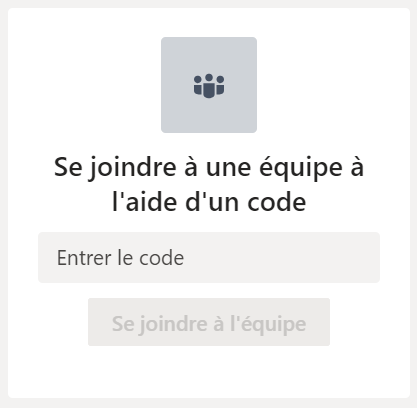 Se joindre à une équipe à
l'aide d'un code
Entrer le code
Se joindre à l'équipe